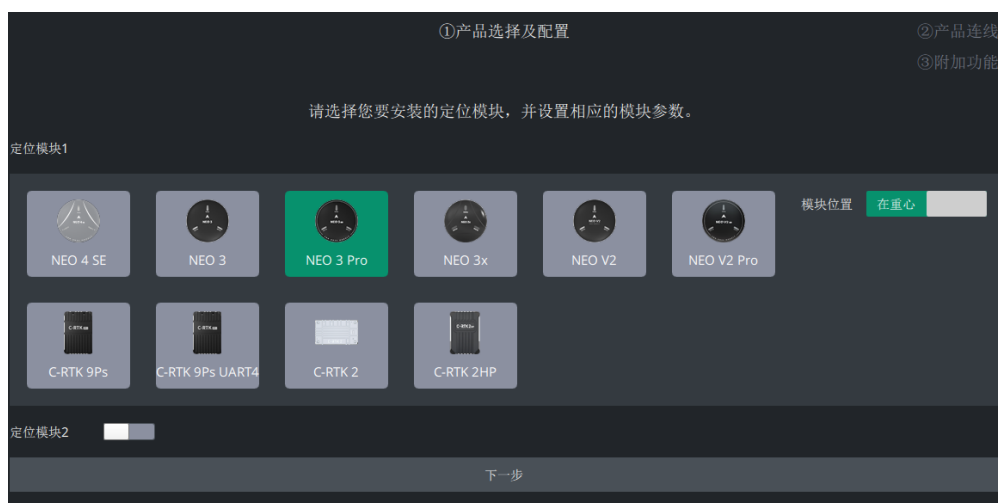 ①产品选择及配置
②产品连线
③附加功能
请选择您要安装的定位模块，并设置相应的模块参数。
定位模块1
NEO 4 SE
NEO 3
NEO 3 Pro
NEO 3x
NEO V2
NEO V2 Pro
模块位置
在重心
C-RTK 9Ps
C-RTK 9Ps UART4
C-RTK 2
C-RTK 2HP
定位模块2
下一步